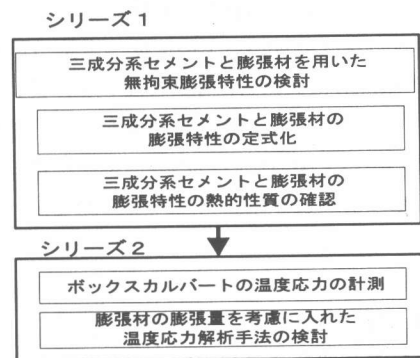 シリーズ1
三成分系セメントと膨張材を用いた
無拘束膨張特性の検討
三成分系セメントと膨張材の
膨張特性の定式化
三成分系セメントと膨張材の
膨張特性の熱的性質の確認
シリーズ2
ボックスカルバートの温度応力の計測
膨張材の膨張量を考慮に入れた
温度応力解析手法の検討